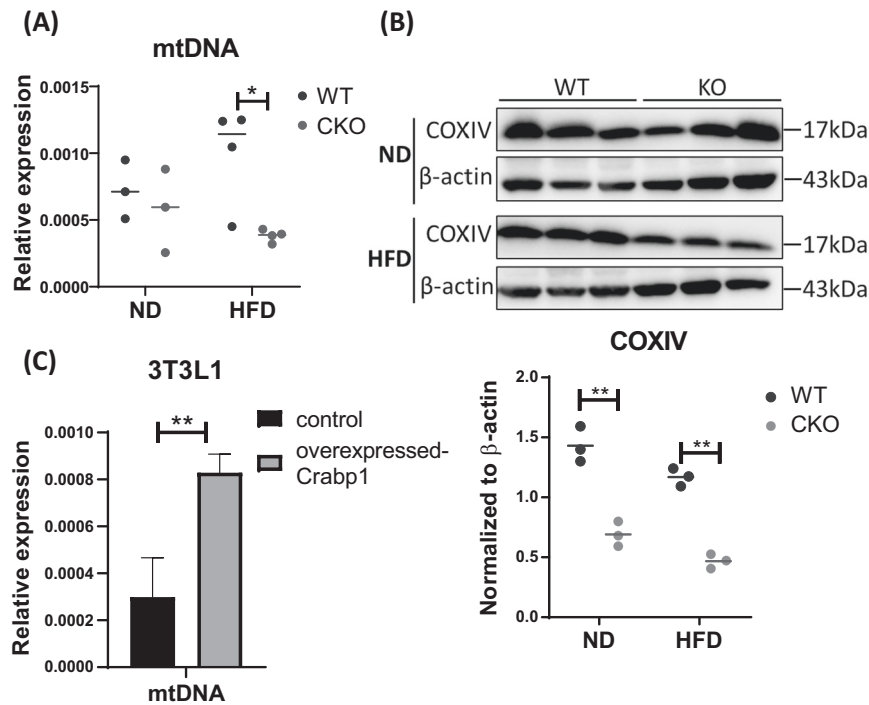 (A)
mtDNA
Relative expression
0.0015
0.0010
0.0005
0.0000
*
WT
CKO
ND
HFD
(B)
WT
KO
ND
COXIV
17kDa
β-actin
43kDa
HFD
COXIV
17kDa
β-actin
43kDa
COXIV
Normalized to β-actin
2.0
1.5
1.0
0.5
0.0
**
**
WT
CKO
ND
HFD
(C)
3T3L1
Relative expression
0.0010
0.0008
0.0006
0.0004
0.0002
0.0000
**
control
overexpressed-
Crabp1
mtDNA